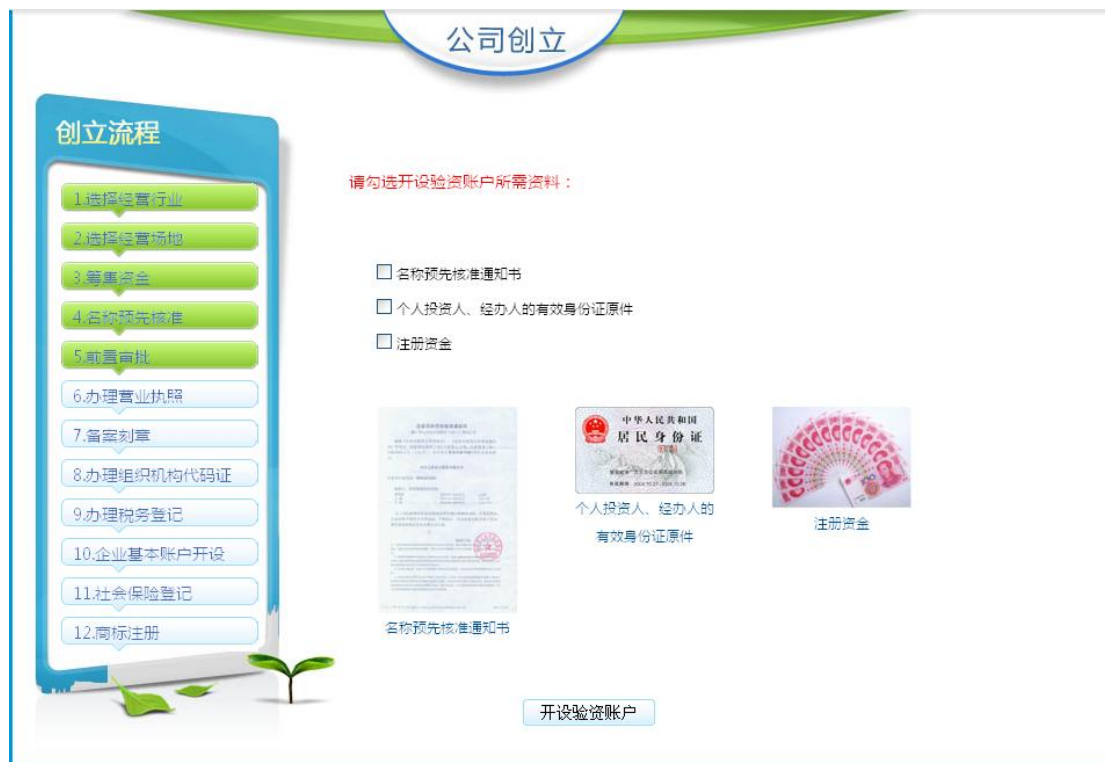 公司创立
创立流程
1.选择经营行业
2.选择经营场地
3.筹集资金
4.名称预先核准
5.前置审批
6.办理营业执照
7.备案刻章
8.办理组织机构代码证
9.办理税务登记
10.企业基本账户开设
11.社会保险登记
12.商标注册
请勾选开设验资账户所需资料：
名称预先核准通知书
个人投资人、经办人的有效身份证原件
注册资金
中华人民共和国
居民身份证
个人投资人、经办人的
有效身份证原件
注册资金
名称预先核准通知书
开设验资账户